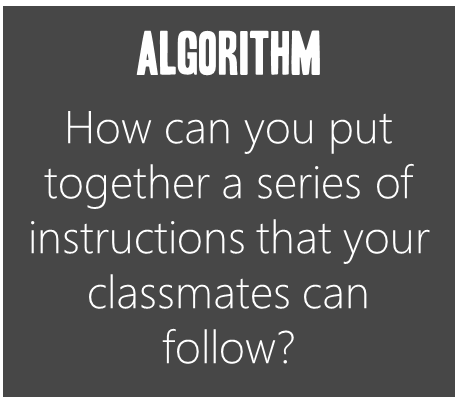 ALGORITHM
How can you put
together a series of
instructions that your
classmates can
follow?